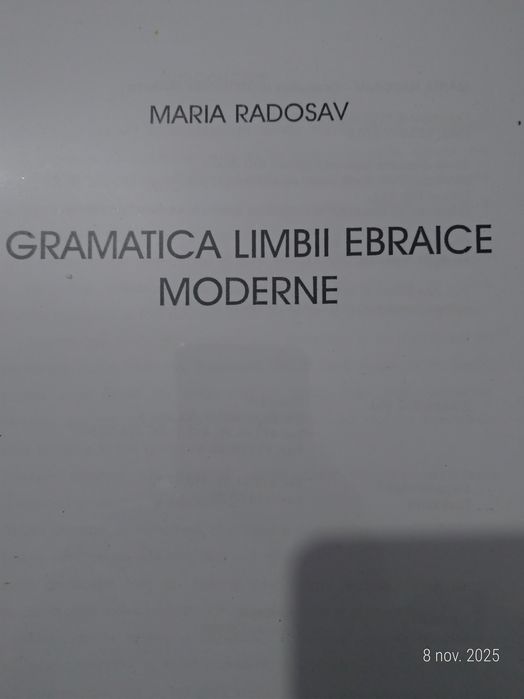 MARIA RADOSAV
GRAMATICA LIMBII EBRAICE
MODERNE
8 nov. 2025